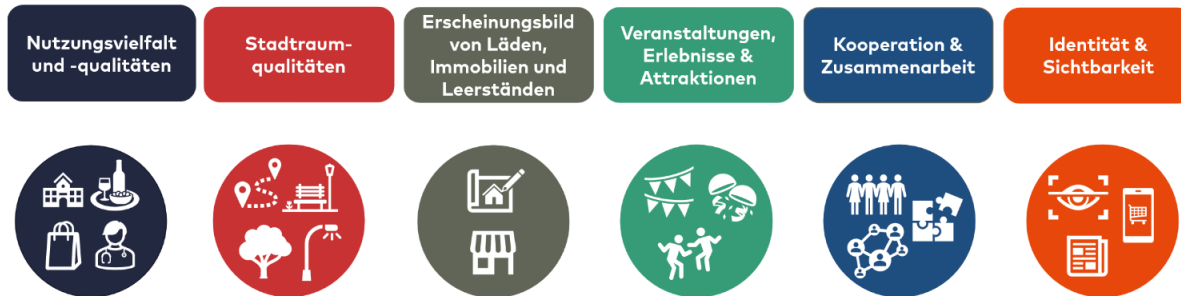 Nutzungsvielfalt
und -qualitäten
Stadtraum-
qualitäten
Erscheinungsbild
von Läden,
Immobilien und
Leerständen
Veranstaltungen,
Erlebnisse &
Attraktionen
Kooperation &
Zusammenarbeit
Identität &
Sichtbarkeit